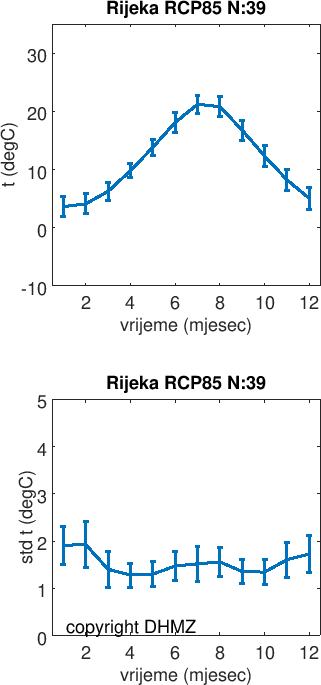 Rijeka RCP85 N:39
30
20
10
0
-10
t (degC)
2 4 6 8 10 12
vrijeme (mjesec)
Rijeka RCP85 N:39
5
4
3
2
1
0
std t (degC)
copyright DHMZ
2 4 6 8 10 12
vrijeme (mjesec)